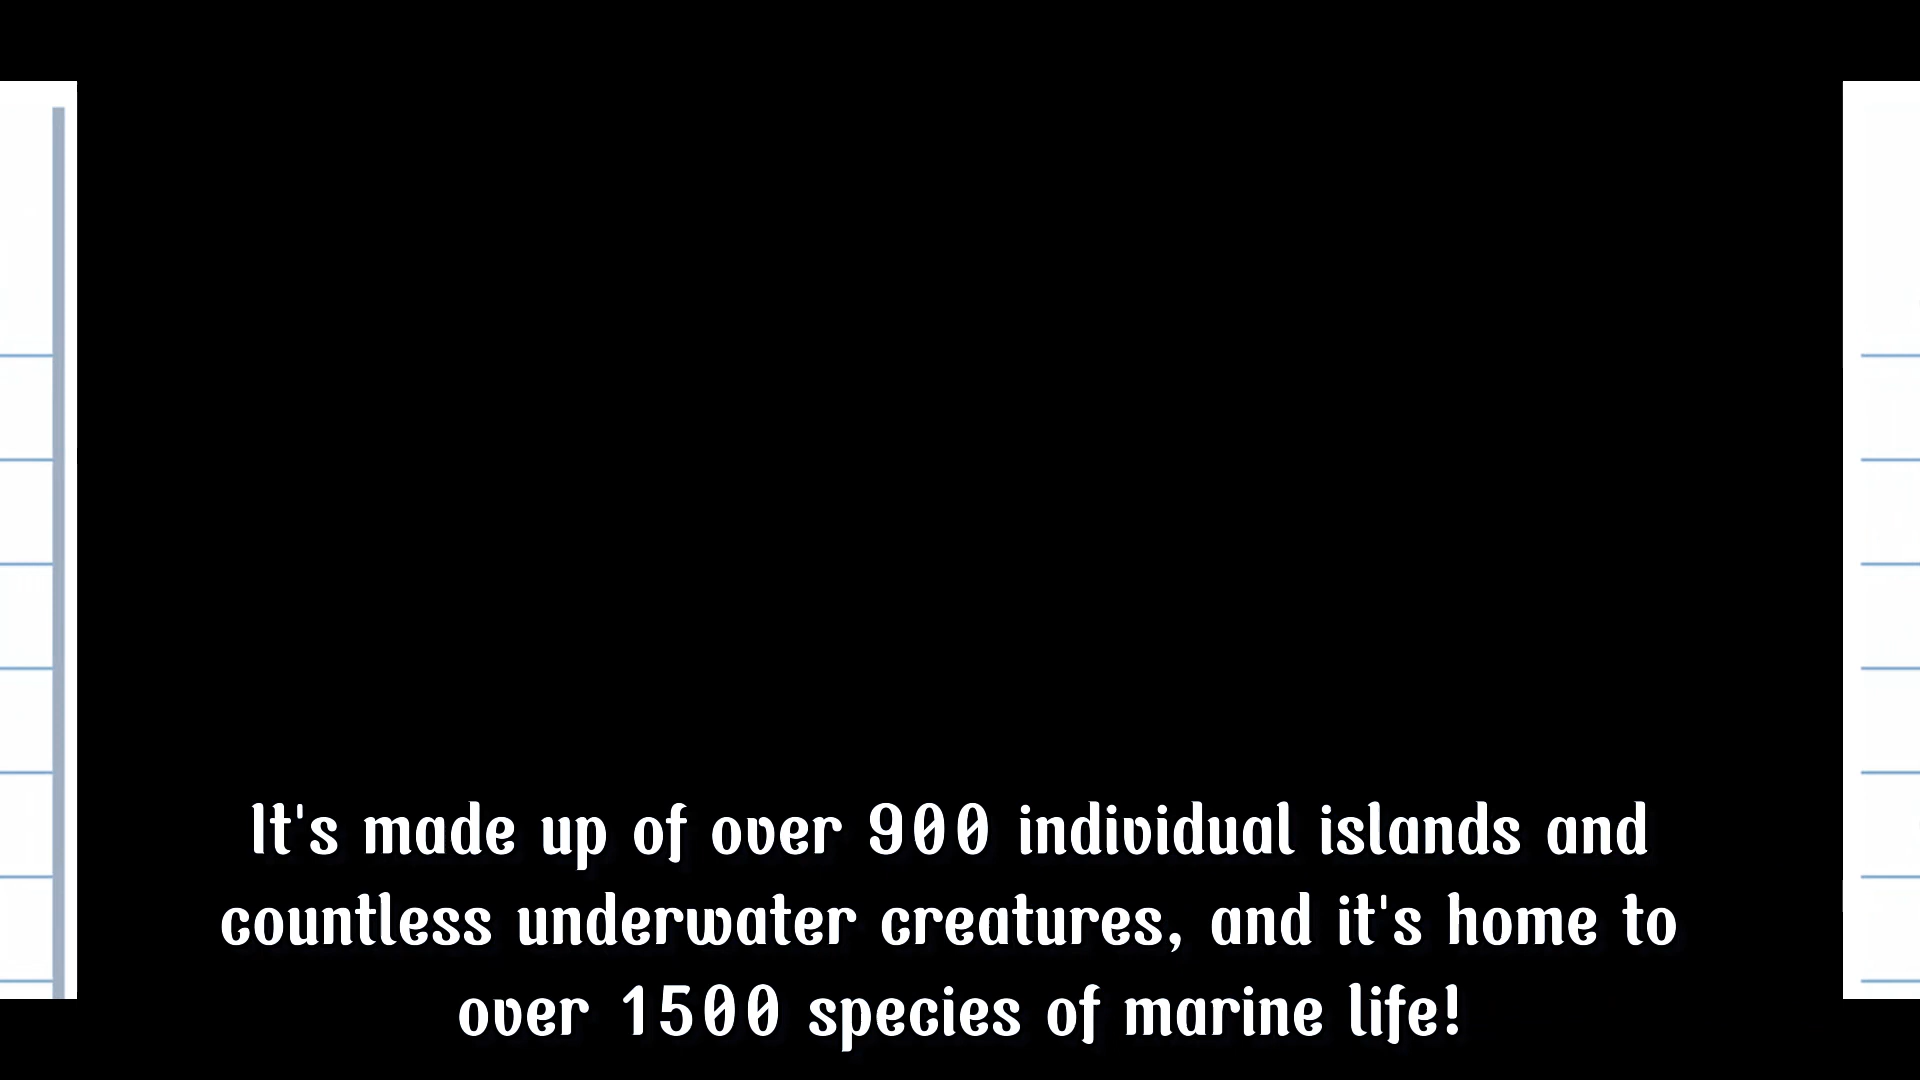 It's made up of over 900 individual islands and
countless underwater creatures, and it's home to
over 1500 species of marine life!